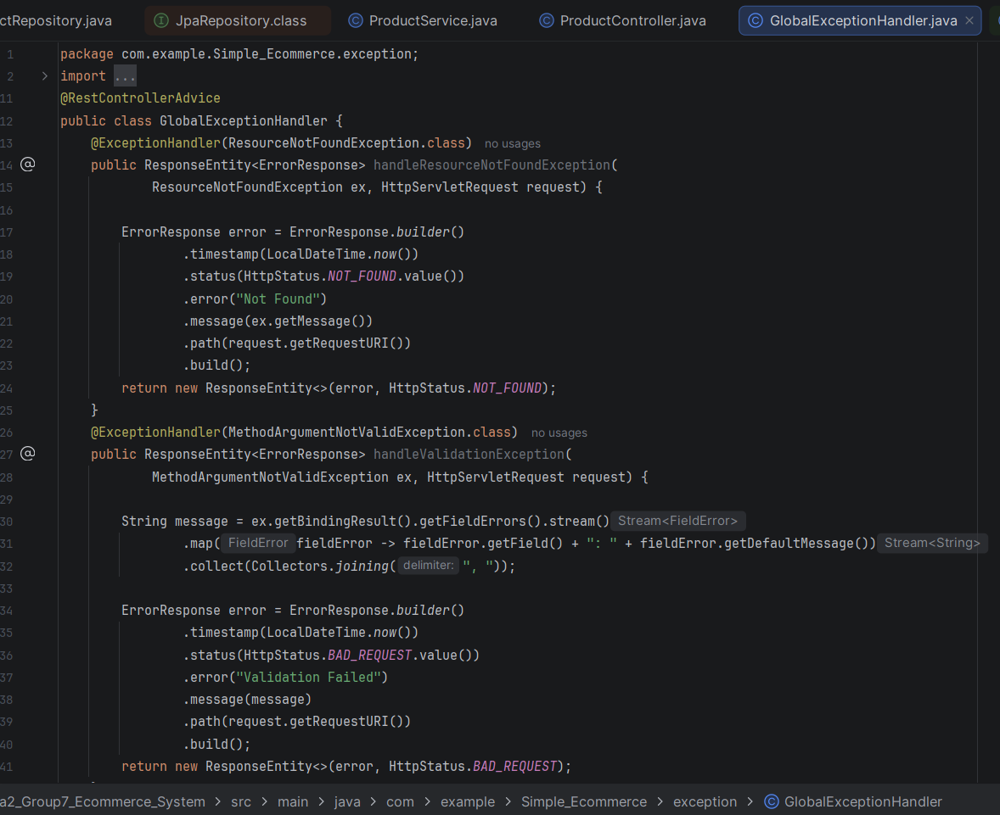 ctRepository.java JpaRepository.class ProductService.java ProductController.java GlobalExceptionHandler.java
1 package com.example.Simple_Ecommerce.exception;
2 import ...
11 @RestControllerAdvice
12 public class GlobalExceptionHandler {
13 @ExceptionHandler(ResourceNotFoundException.class) no usages
14 public ResponseEntity<ErrorResponse> handleResourceNotFoundException(
15 ResourceNotFoundException ex, HttpServletRequest request) {
16
17 ErrorResponse error = ErrorResponse.builder()
18 .timestamp(LocalDateTime.now())
19 .status(HttpStatus.NOT_FOUND.value())
20 .error("Not Found")
21 .message(ex.getMessage())
22 .path(request.getRequestURI())
23 .build();
24 return new ResponseEntity<>(error, HttpStatus.NOT_FOUND);
25 }
26 @ExceptionHandler(MethodArgumentNotValidException.class) no usages
27 public ResponseEntity<ErrorResponse> handleValidationException(
28 MethodArgumentNotValidException ex, HttpServletRequest request) {
29
30 String message = ex.getBindingResult().getFieldErrors().stream() Stream<FieldError>
31 .map( FieldError fieldError -> fieldError.getField() + ": " + fieldError.getDefaultMessage()) Stream<String>
32 .collect(Collectors.joining( delimiter: ", "));
33
34 ErrorResponse error = ErrorResponse.builder()
35 .timestamp(LocalDateTime.now())
36 .status(HttpStatus.BAD_REQUEST.value())
37 .error("Validation Failed")
38 .message(message)
39 .path(request.getRequestURI())
40 .build();
41 return new ResponseEntity<>(error, HttpStatus.BAD_REQUEST);
a2_Group7_Ecommerce_System > src > main > java > com > example > Simple_Ecommerce > exception > GlobalExceptionHandler